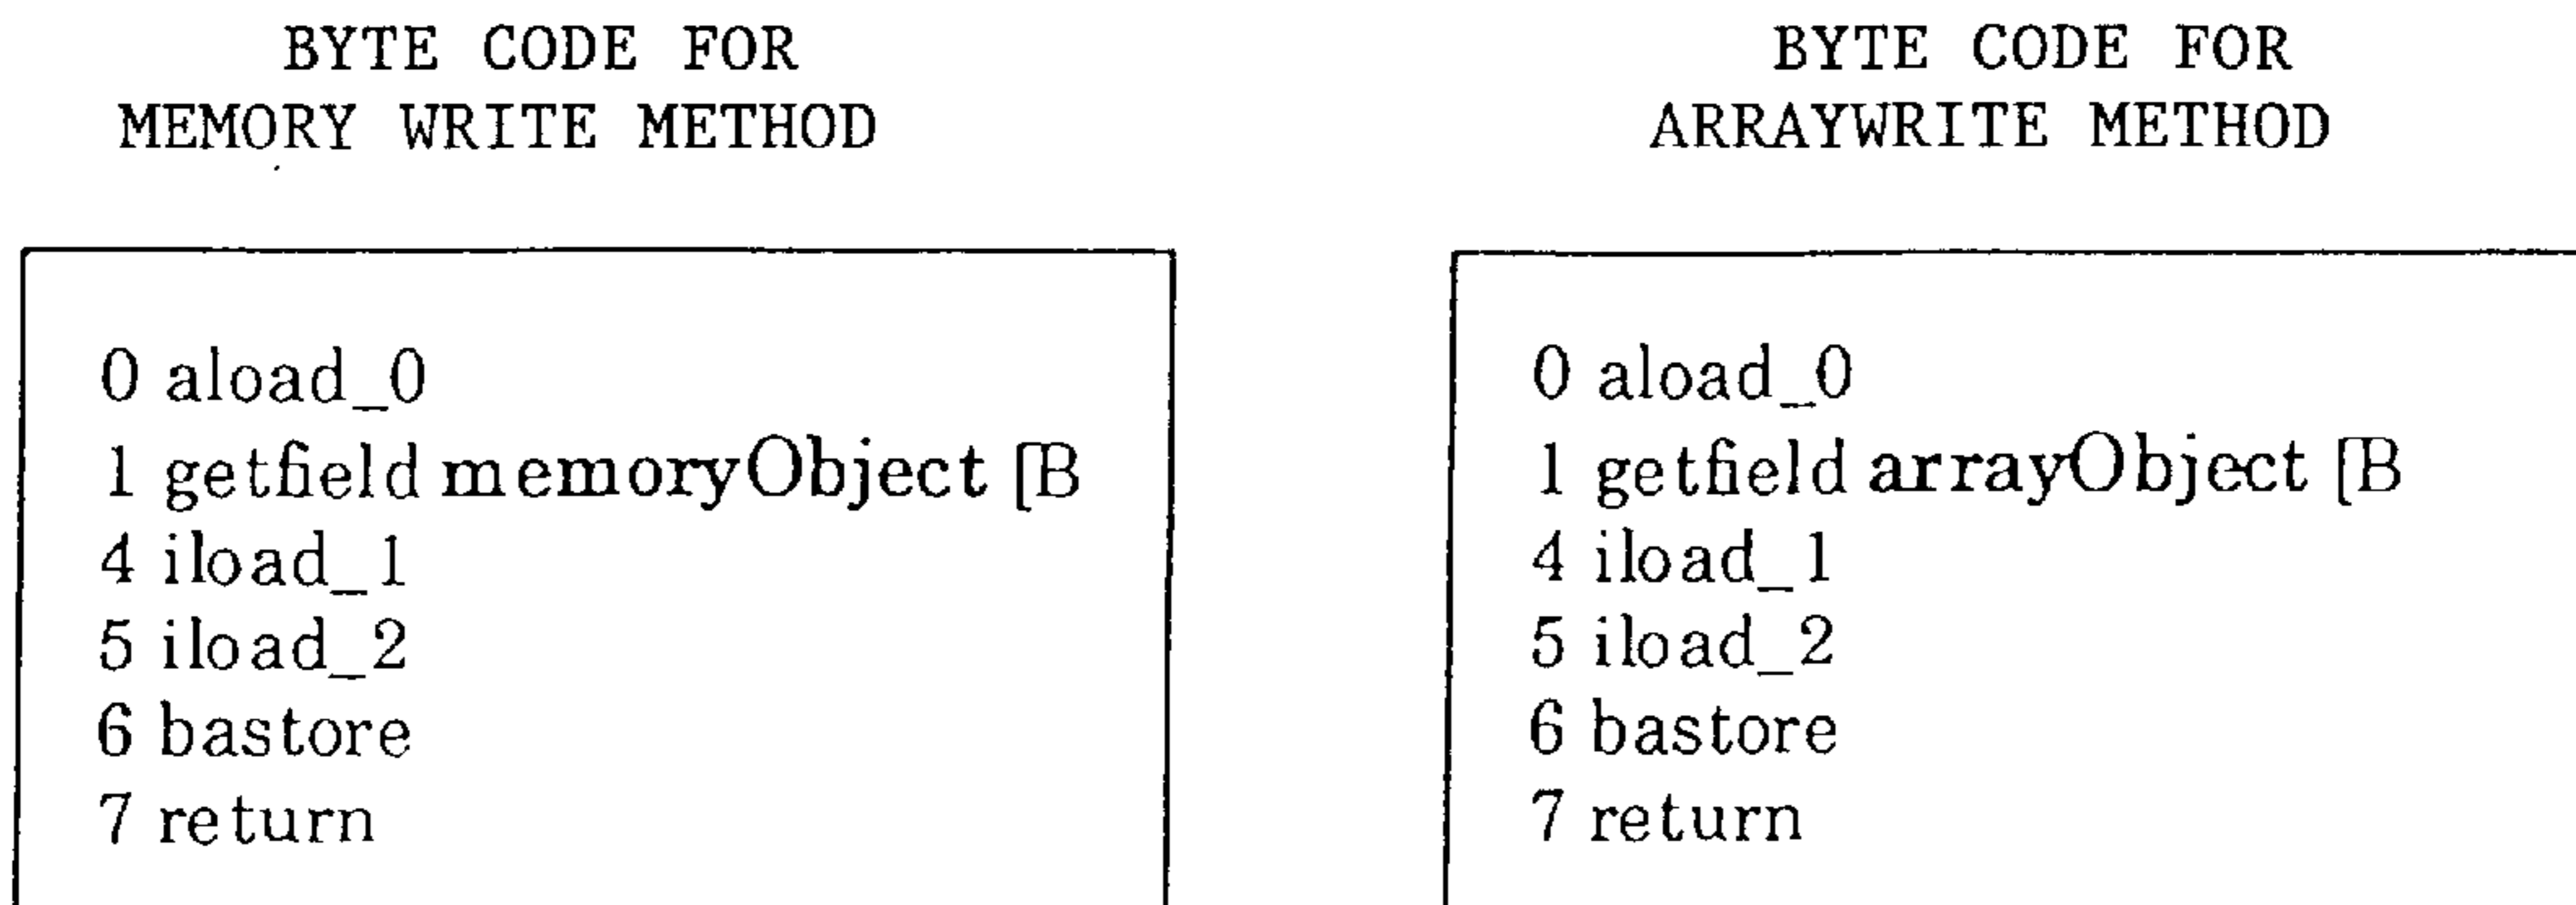 BYTE CODE FOR
MEMORY WRITE METHOD
0 aload_0
1 getfield memoryObject [B
4 iload_1
5 iload_2
6 bastore
7 return
BYTE CODE FOR
ARRAYWRITE METHOD
0 aload_0
1 getfield arrayObject [B
4 iload_1
5 iload_2
6 bastore
7 return